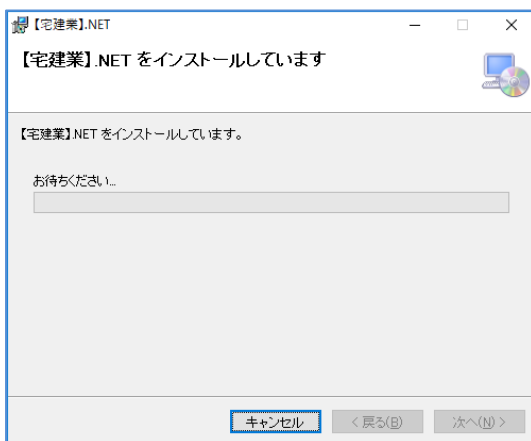 【宅建業】.NET
【宅建業】.NET をインストールしています
【宅建業】.NET をインストールしています。
お待ちください...
キャンセル
< 戻る(B)
次へ(N) >